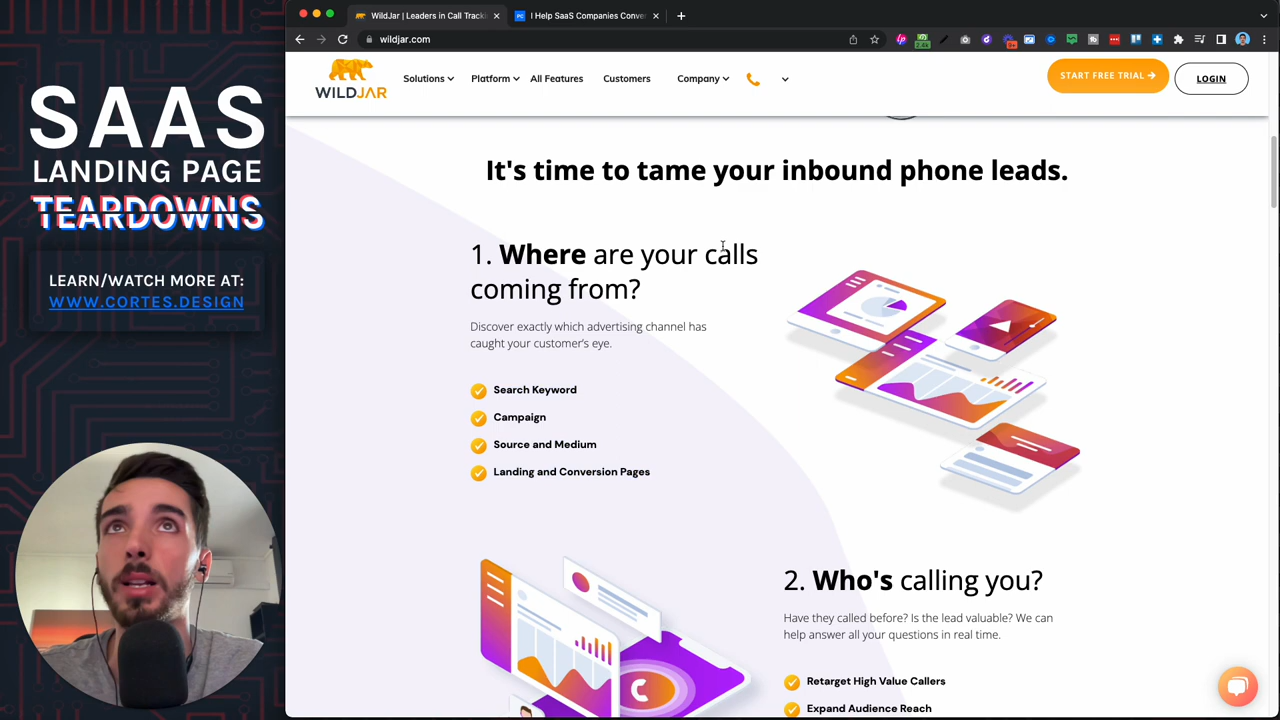 SAAS
LANDING PAGE
TEARDOWNS
LEARN/WATCH MORE AT:
WWW.CORTES.DESIGN
WildJar | Leaders in Call Tracki
I Help SaaS Companies Conve
wildjar.com
WILDJAR
Solutions
Platform
All Features
Customers
Company
START FREE TRIAL
LOGIN
It's time to tame your inbound phone leads.
1. Where are your calls
coming from?
Discover exactly which advertising channel has
caught your customer's eye.
Search Keyword
Campaign
Source and Medium
Landing and Conversion Pages
2. Who's calling you?
Have they called before? Is the lead valuable? We can
help answer all your questions in real time.
Retarget High Value Callers
Expand Audience Reach